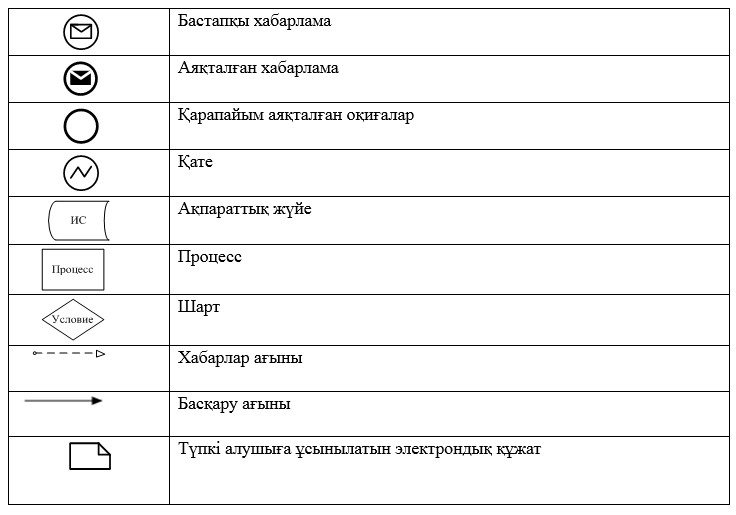 Бастапқы хабарлама
Аяқталған хабарлама
Қарапайым аяқталған оқиғалар
Қате
ИС
Ақпараттық жүйе
Процесс
Процесс
Условие
Шарт
Хабарлар ағыны
Басқару ағыны
Түпкі алушыға ұсынылатын электрондық құжат